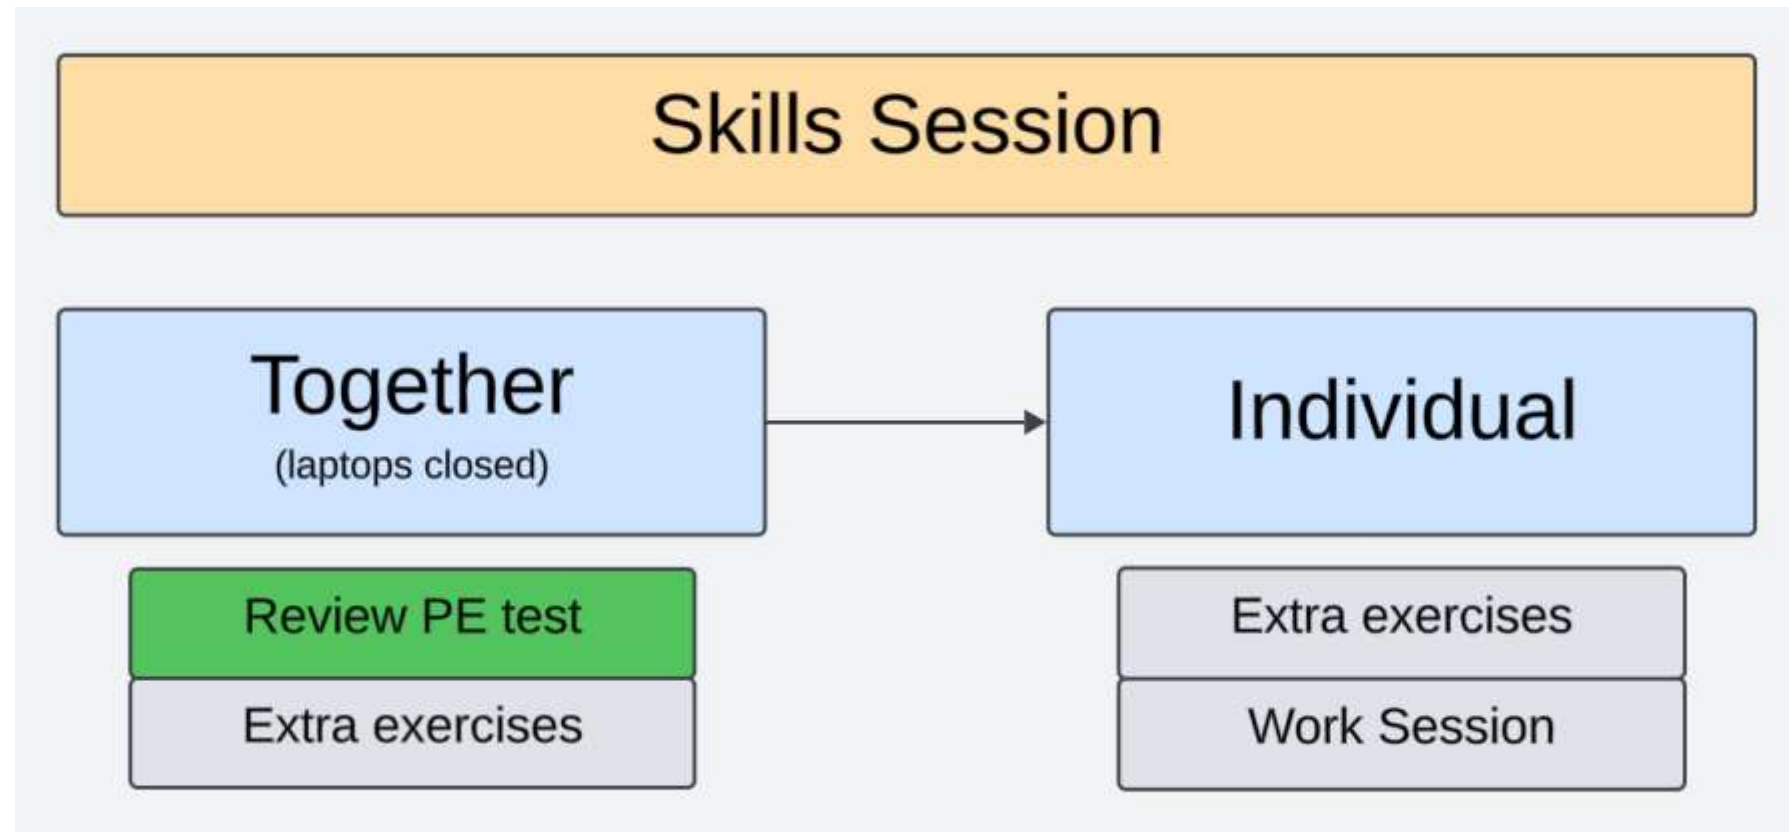 Skills Session
Together
(laptops closed)
Review PE test
Extra exercises
Individual
Extra exercises
Work Session